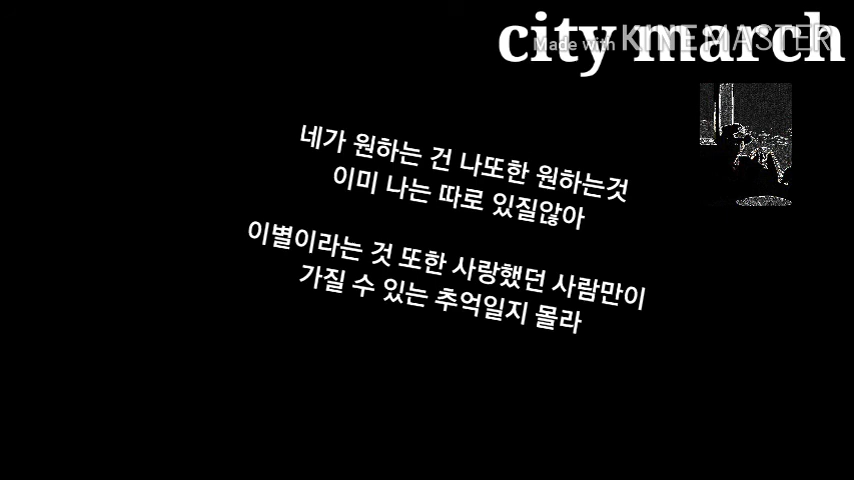 city march
Made with KINEMASTER
네가 원하는 건 나또한 원하는것
이미 나는 따로 있질않아
이별이라는 것 또한 사랑했던 사람만이
가질 수 있는 추억일지 몰라